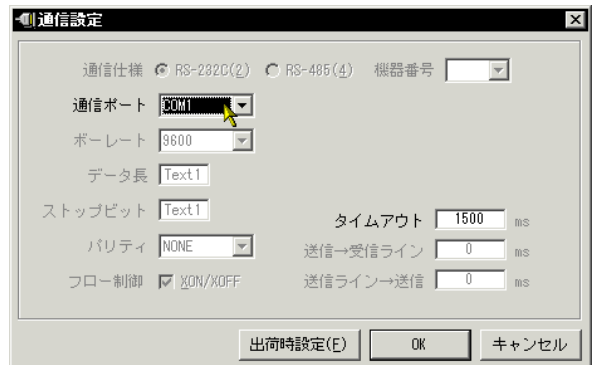 通信設定
通信仕様 RS-232C(2) RS-485(4) 機器番号
通信ポート COM1
ボーレート 9600
データ長 Text1
ストップビット Text1
タイムアウト 1500 ms
パリティ NONE
送信→受信ライン 0 ms
フロー制御 XON/XOFF
送信ライン→送信 0 ms
出荷時設定(F) OK キャンセル